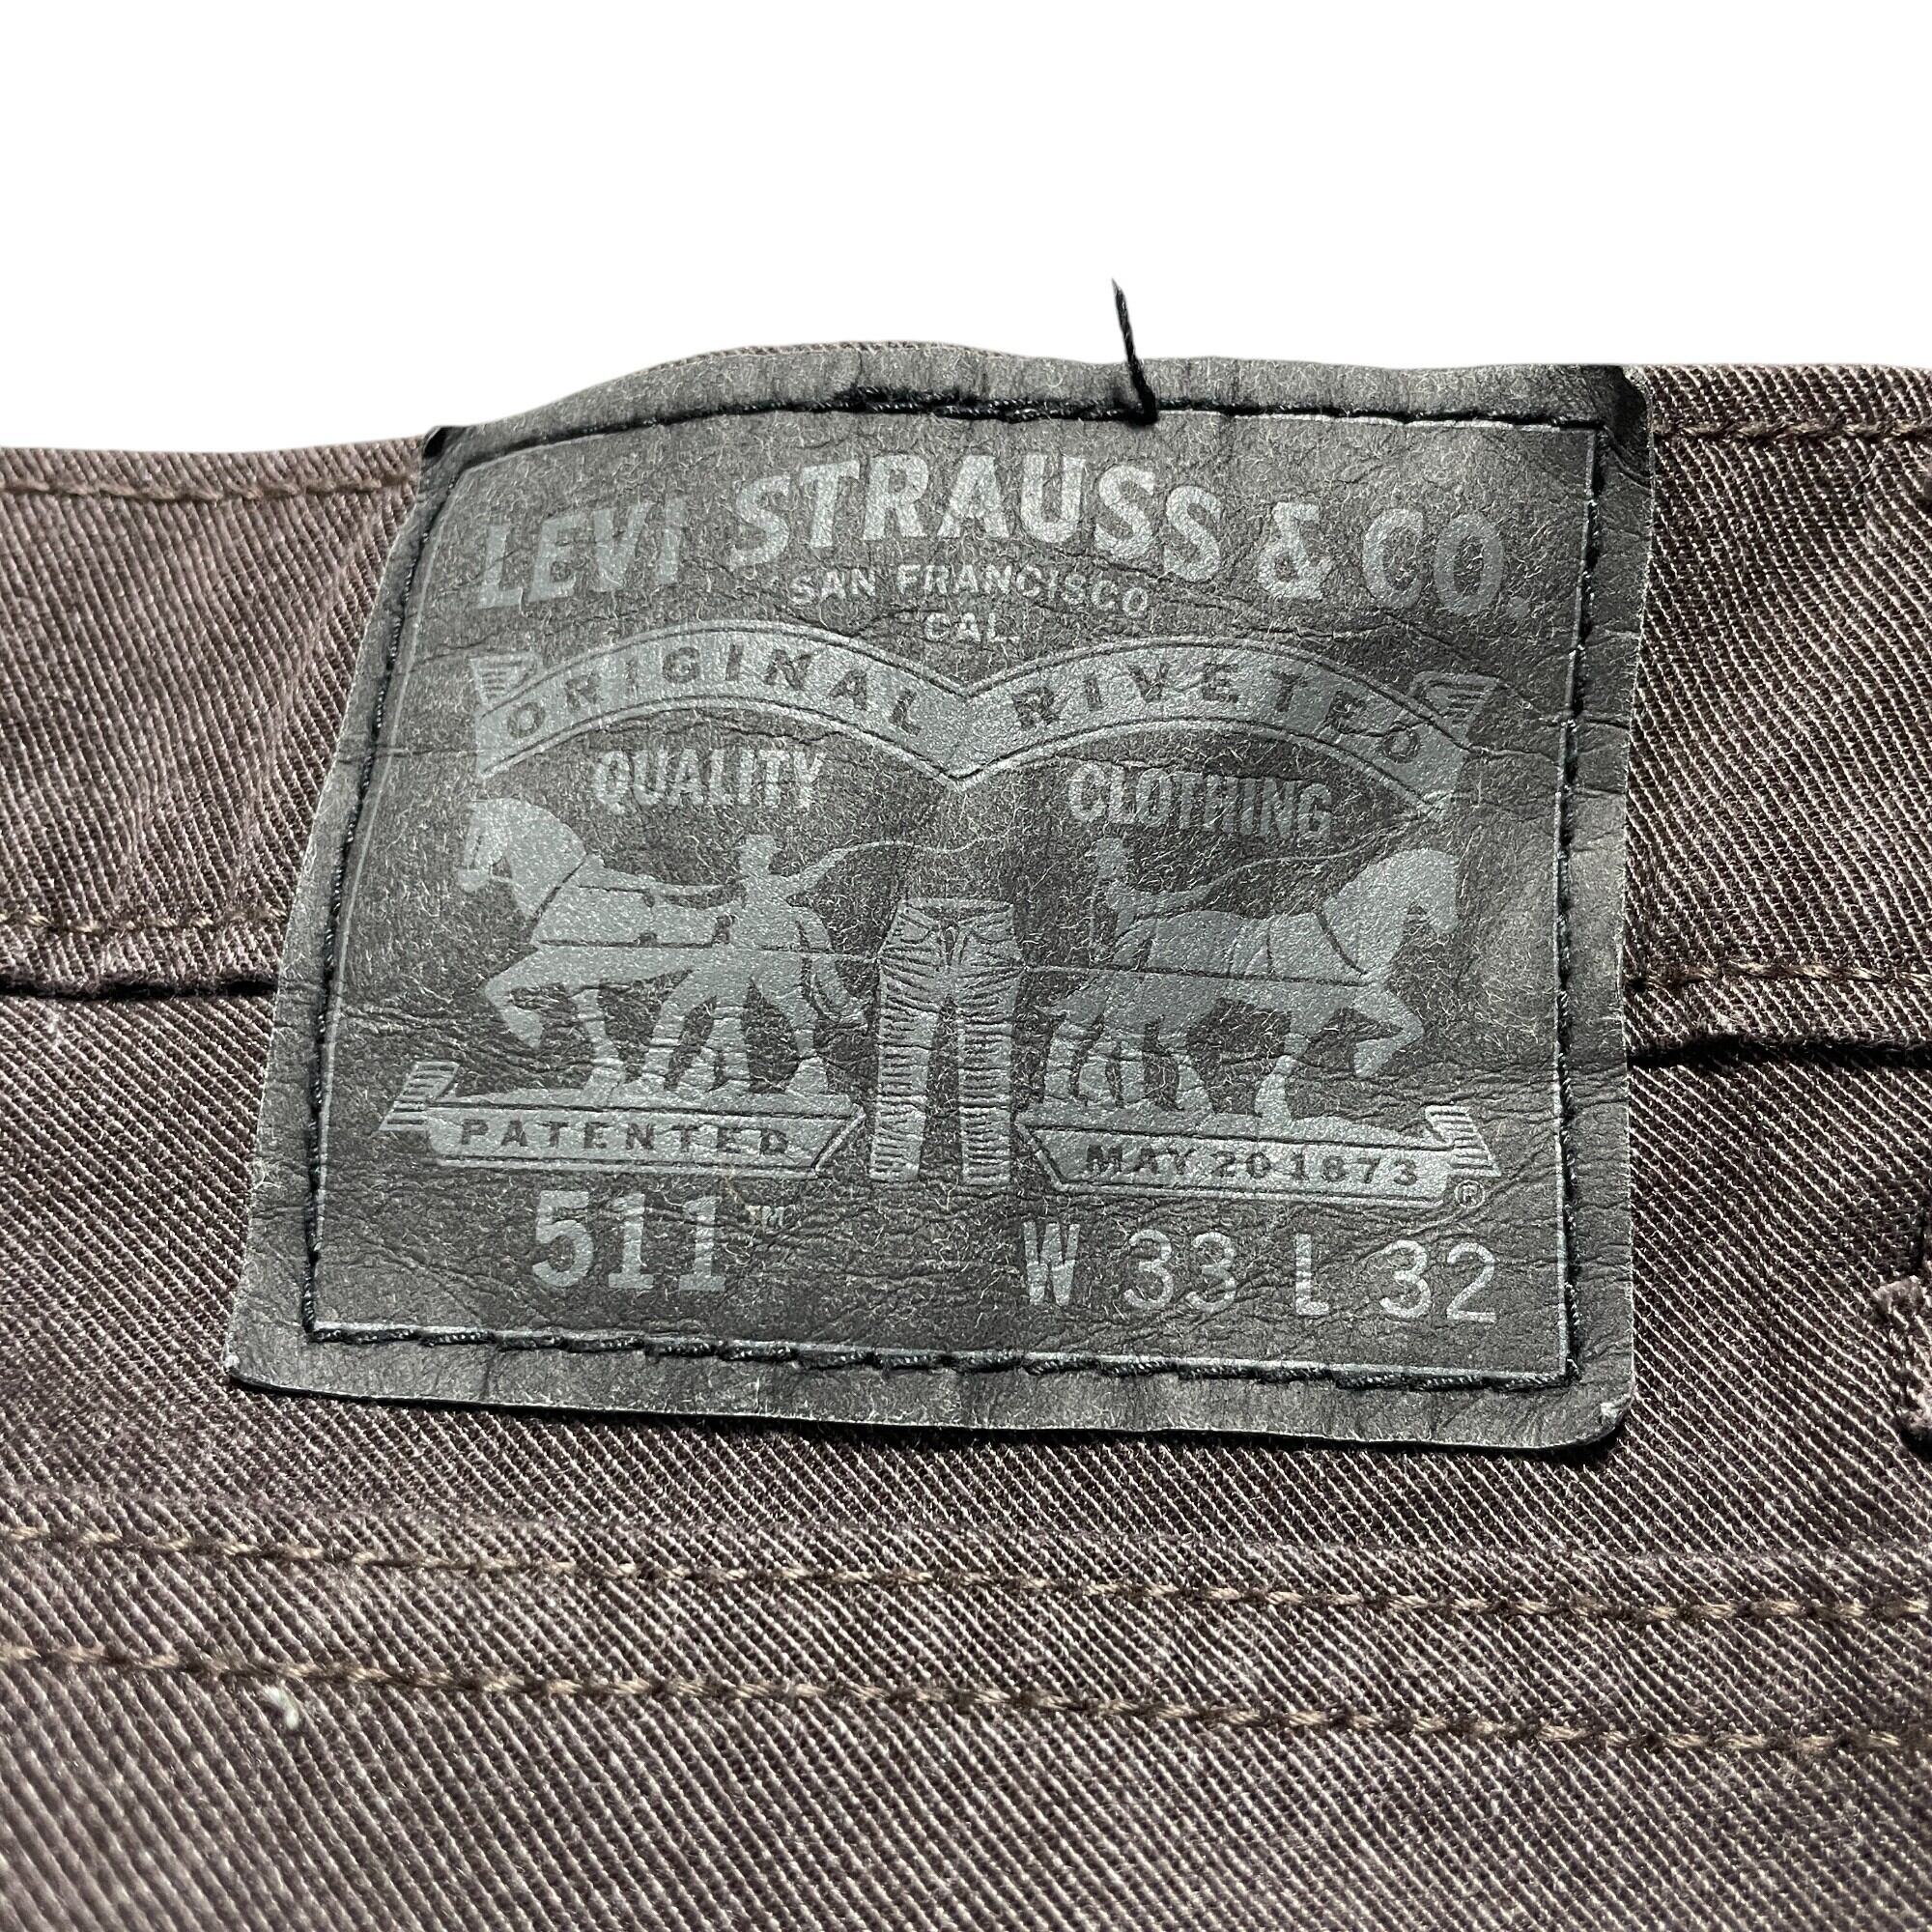 LEVI STRAUSS & CO.
SAN FRANCISCO
CAL.
ORIGINAL RIVETED
QUALITY CLOTHING
PATENTED MAY 20 1873
®
511™ W 33 L 32